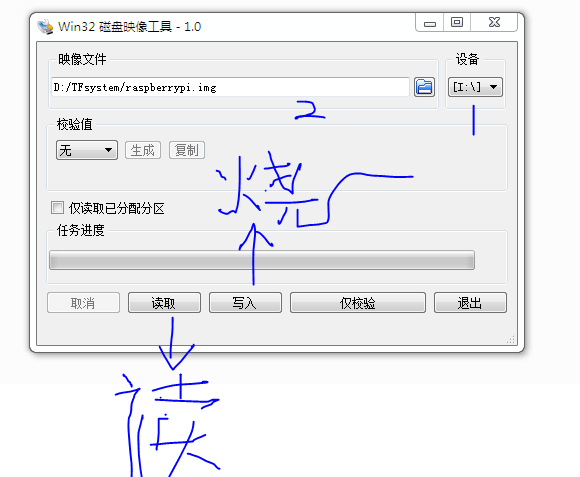 Win32 磁盘映像工具 - 1.0
映像文件
设备
D:/TFsystem/raspberrypi.img
[I:\]
2
1
校验值
无
生成
复制
烧
仅读取已分配分区
任务进度
取消
读取
写入
仅校验
退出
读